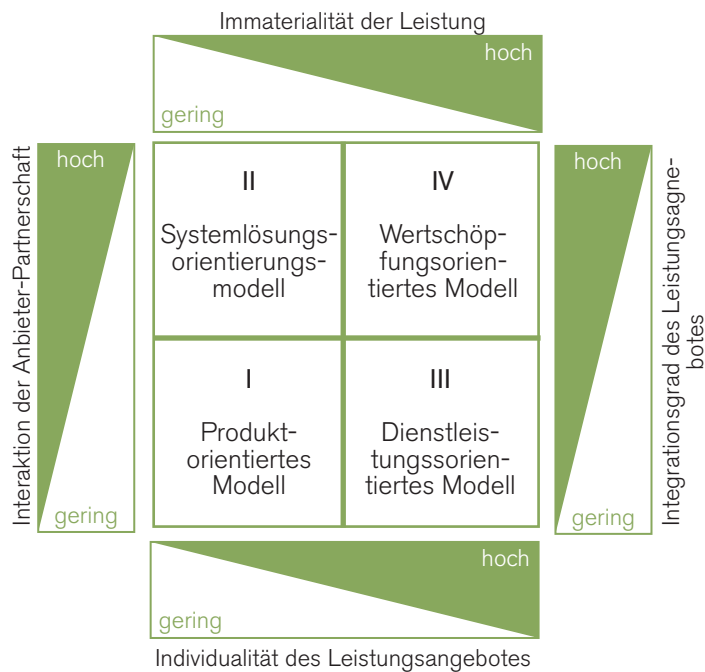 Immaterialität der Leistung
hoch
gering
Interaktion der Anbieter-Partnerschaft
hoch
gering
II
Systemlösungs-
orientierungs-
modell
IV
Wertschöp-
fungsorien-
tiertes Modell
I
Produkt-
orientiertes
Modell
III
Dienstleis-
tungssorien-
tiertes Modell
hoch
gering
Integrationsgrad des Leistungsagne-
botes
hoch
gering
Individualität des Leistungsangebotes